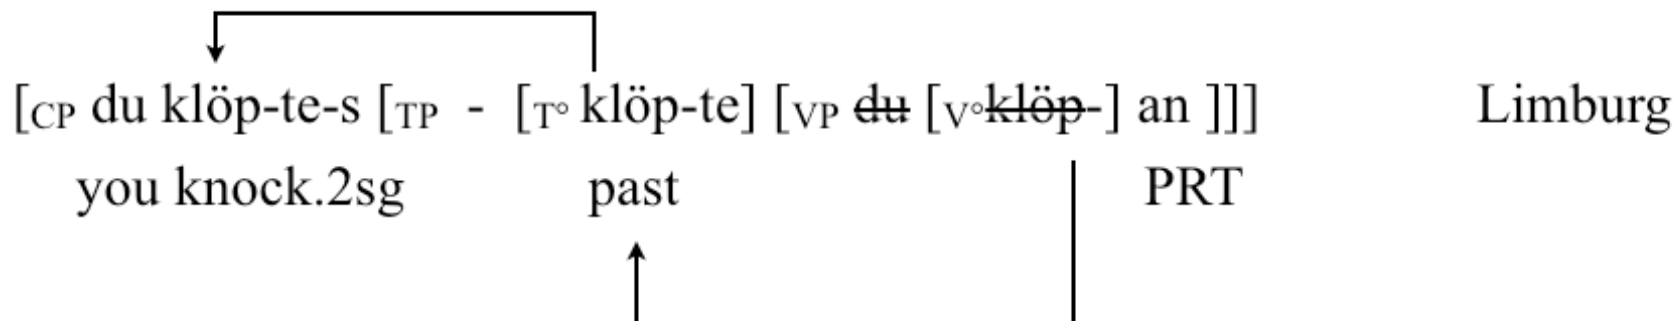 [CP du klöp-te-s [TP - [T° klöp-te] [VP du [V°klöp-] an ]]] Limburg
you knock.2sg past PRT